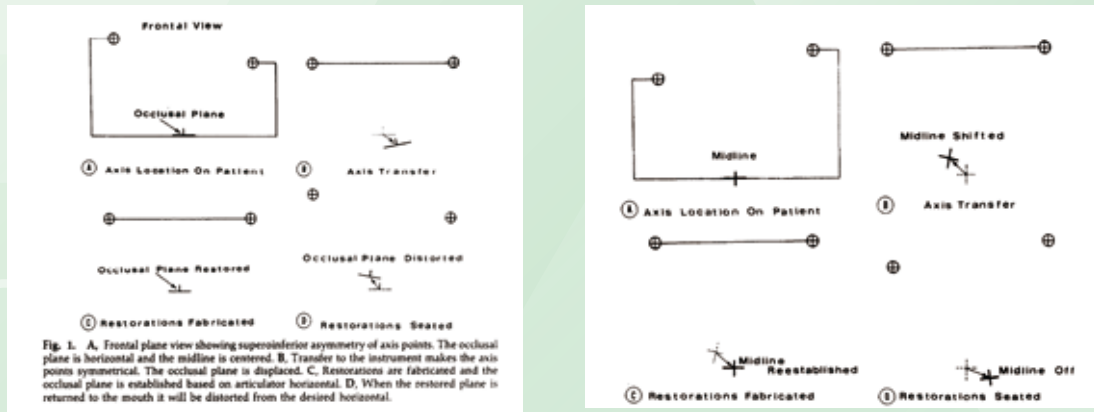 Frontal View
Occlusal Plane
A Axis Location On Patient
B Axis Transfer
Occlusal Plane Restored
Occlusal Plane Distorted
C Restorations Fabricated
D Restorations Seated
Fig. 1. A, Frontal plane view showing superoinferior asymmetry of axis points. The occlusal
plane is horizontal and the midline is centered. B, Transfer to the instrument makes the axis
points symmetrical. The occlusal plane is displaced. C, Restorations are fabricated and the
occlusal plane is established based on articulator horizontal. D, When the restored plane is
returned to the mouth it will be distorted from the desired horizontal.
Midline
A Axis Location On Patient
Midline Shifted
B Axis Transfer
Midline
Reestablished
C Restorations Fabricated
Midline Off
D Restorations Seated